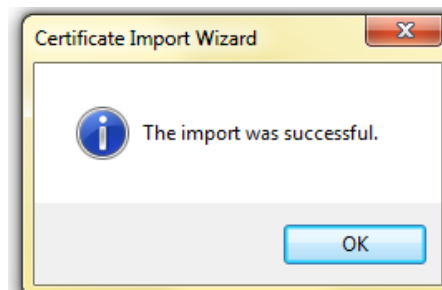 Certificate Import Wizard
The import was successful.
OK